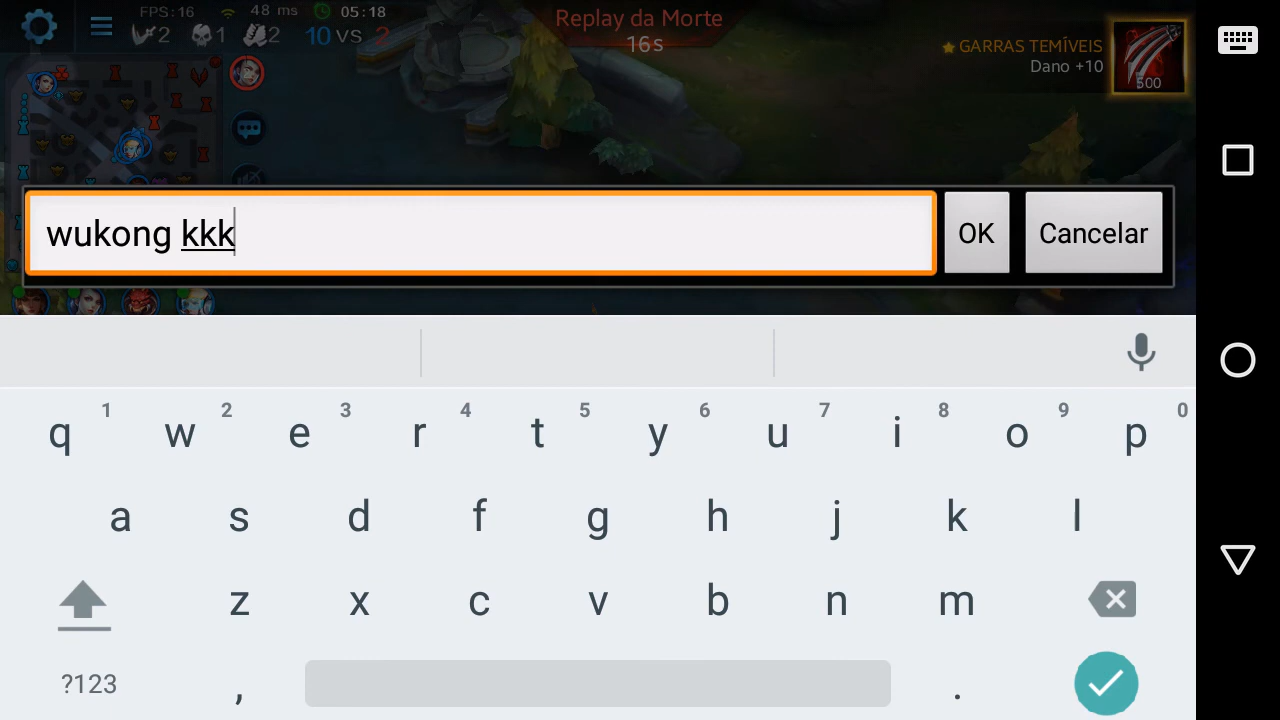 FPS:16 48 ms 05:18
2 1 2 10 VS 2
Replay da Morte
16s
GARRAS TEMÍVEIS
Dano +10
500
wukong kkk
OK
Cancelar
1 2 3 4 5 6 7 8 9 0
q w e r t y u i o p
a s d f g h j k l
z x c v b n m
?123 , .